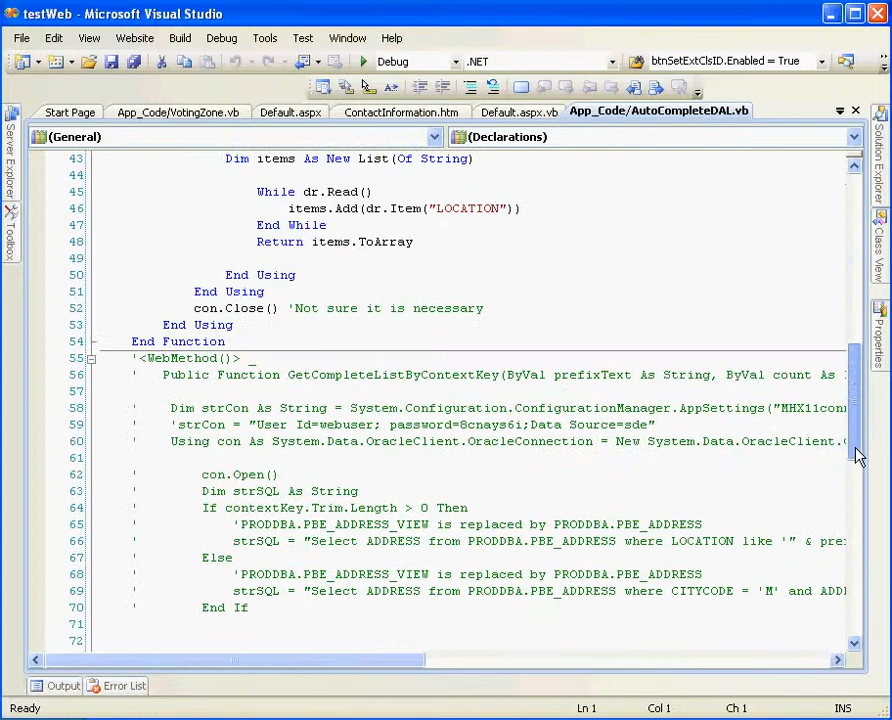 testWeb - Microsoft Visual Studio
File Edit View Website Build Debug Tools Test Window Help
Debug .NET btnSetExtClsID.Enabled = True
Start Page App_Code/VotingZone.vb Default.aspx ContactInformation.htm Default.aspx.vb App_Code/AutoCompleteDAL.vb
(General) (Declarations)
Server Explorer
Toolbox
Solution Explorer
Class View
Properties
43 Dim items As New List(Of String)
44
45 While dr.Read()
46 items.Add(dr.Item("LOCATION"))
47 End While
48 Return items.ToArray
49
50 End Using
51 End Using
52 con.Close() 'Not sure it is necessary
53 End Using
54 End Function
55 '<WebMethod()> _
56 ' Public Function GetCompleteListByContextKey(ByVal prefixText As String, ByVal count As
57 '
58 ' Dim strCon As String = System.Configuration.ConfigurationManager.AppSettings("MHX11con
59 ' 'strCon = "User Id=webuser; password=8cnays6i;Data Source=sde"
60 ' Using con As System.Data.OracleClient.OracleConnection = New System.Data.OracleClient.
61 '
62 ' con.Open()
63 ' Dim strSQL As String
64 ' If contextKey.Trim.Length > 0 Then
65 ' 'PRODDBA.PBE_ADDRESS_VIEW is replaced by PRODDBA.PBE_ADDRESS
66 ' strSQL = "Select ADDRESS from PRODDBA.PBE_ADDRESS where LOCATION like '" & pre
67 ' Else
68 ' 'PRODDBA.PBE_ADDRESS_VIEW is replaced by PRODDBA.PBE_ADDRESS
69 ' strSQL = "Select ADDRESS from PRODDBA.PBE_ADDRESS where CITYCODE = 'M' and ADD
70 ' End If
71 '
72 '
Output Error List
Ready Ln 1 Col 1 Ch 1 INS